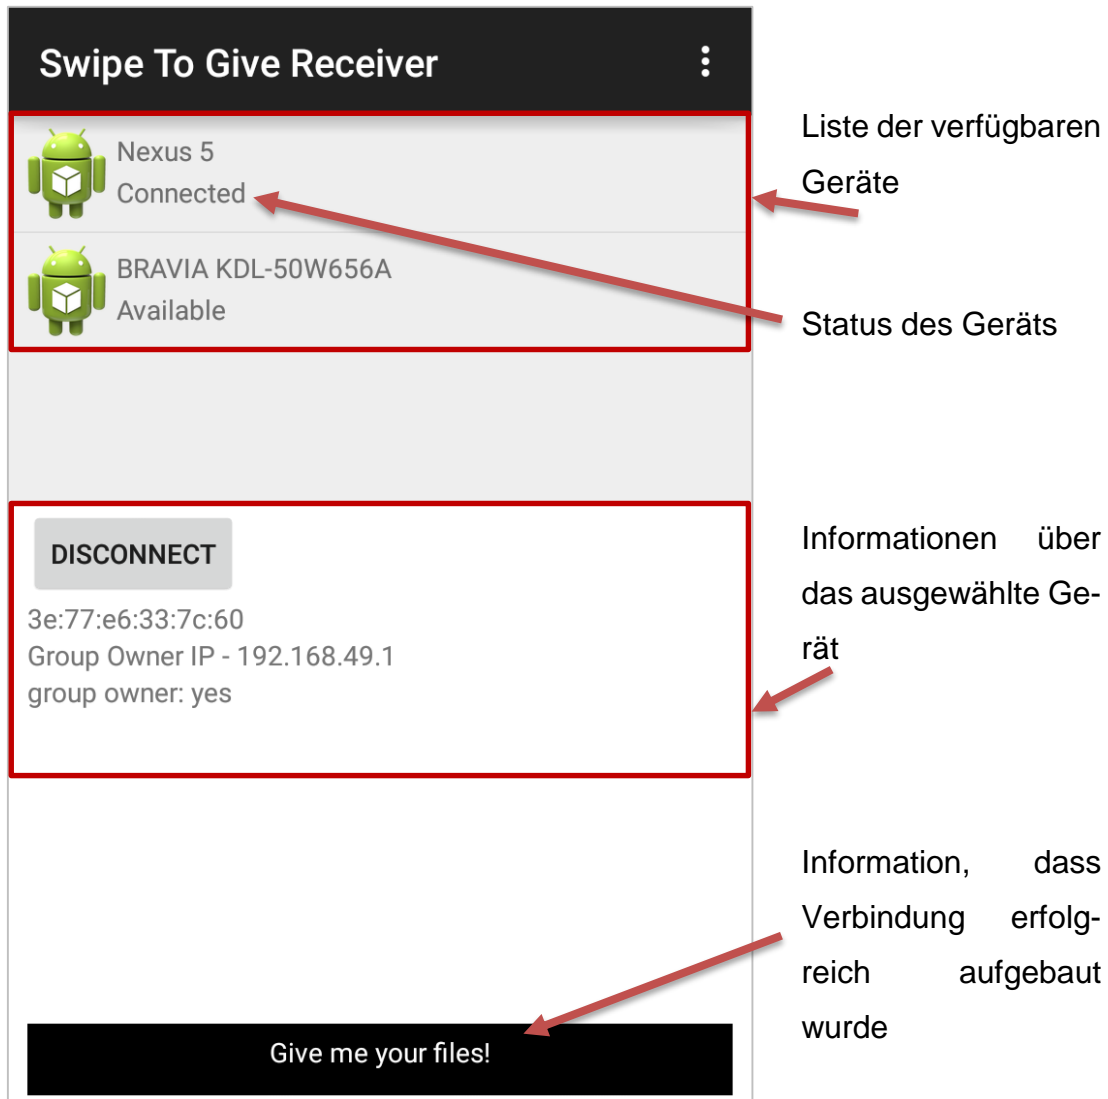 Swipe To Give Receiver
Nexus 5
Connected
BRAVIA KDL-50W656A
Available
DISCONNECT
3e:77:e6:33:7c:60
Group Owner IP - 192.168.49.1
group owner: yes
Give me your files!
Liste der verfügbaren
Geräte
Status des Geräts
Informationen über
das ausgewählte Ge-
rät
Information, dass
Verbindung erfolg-
reich aufgebaut
wurde